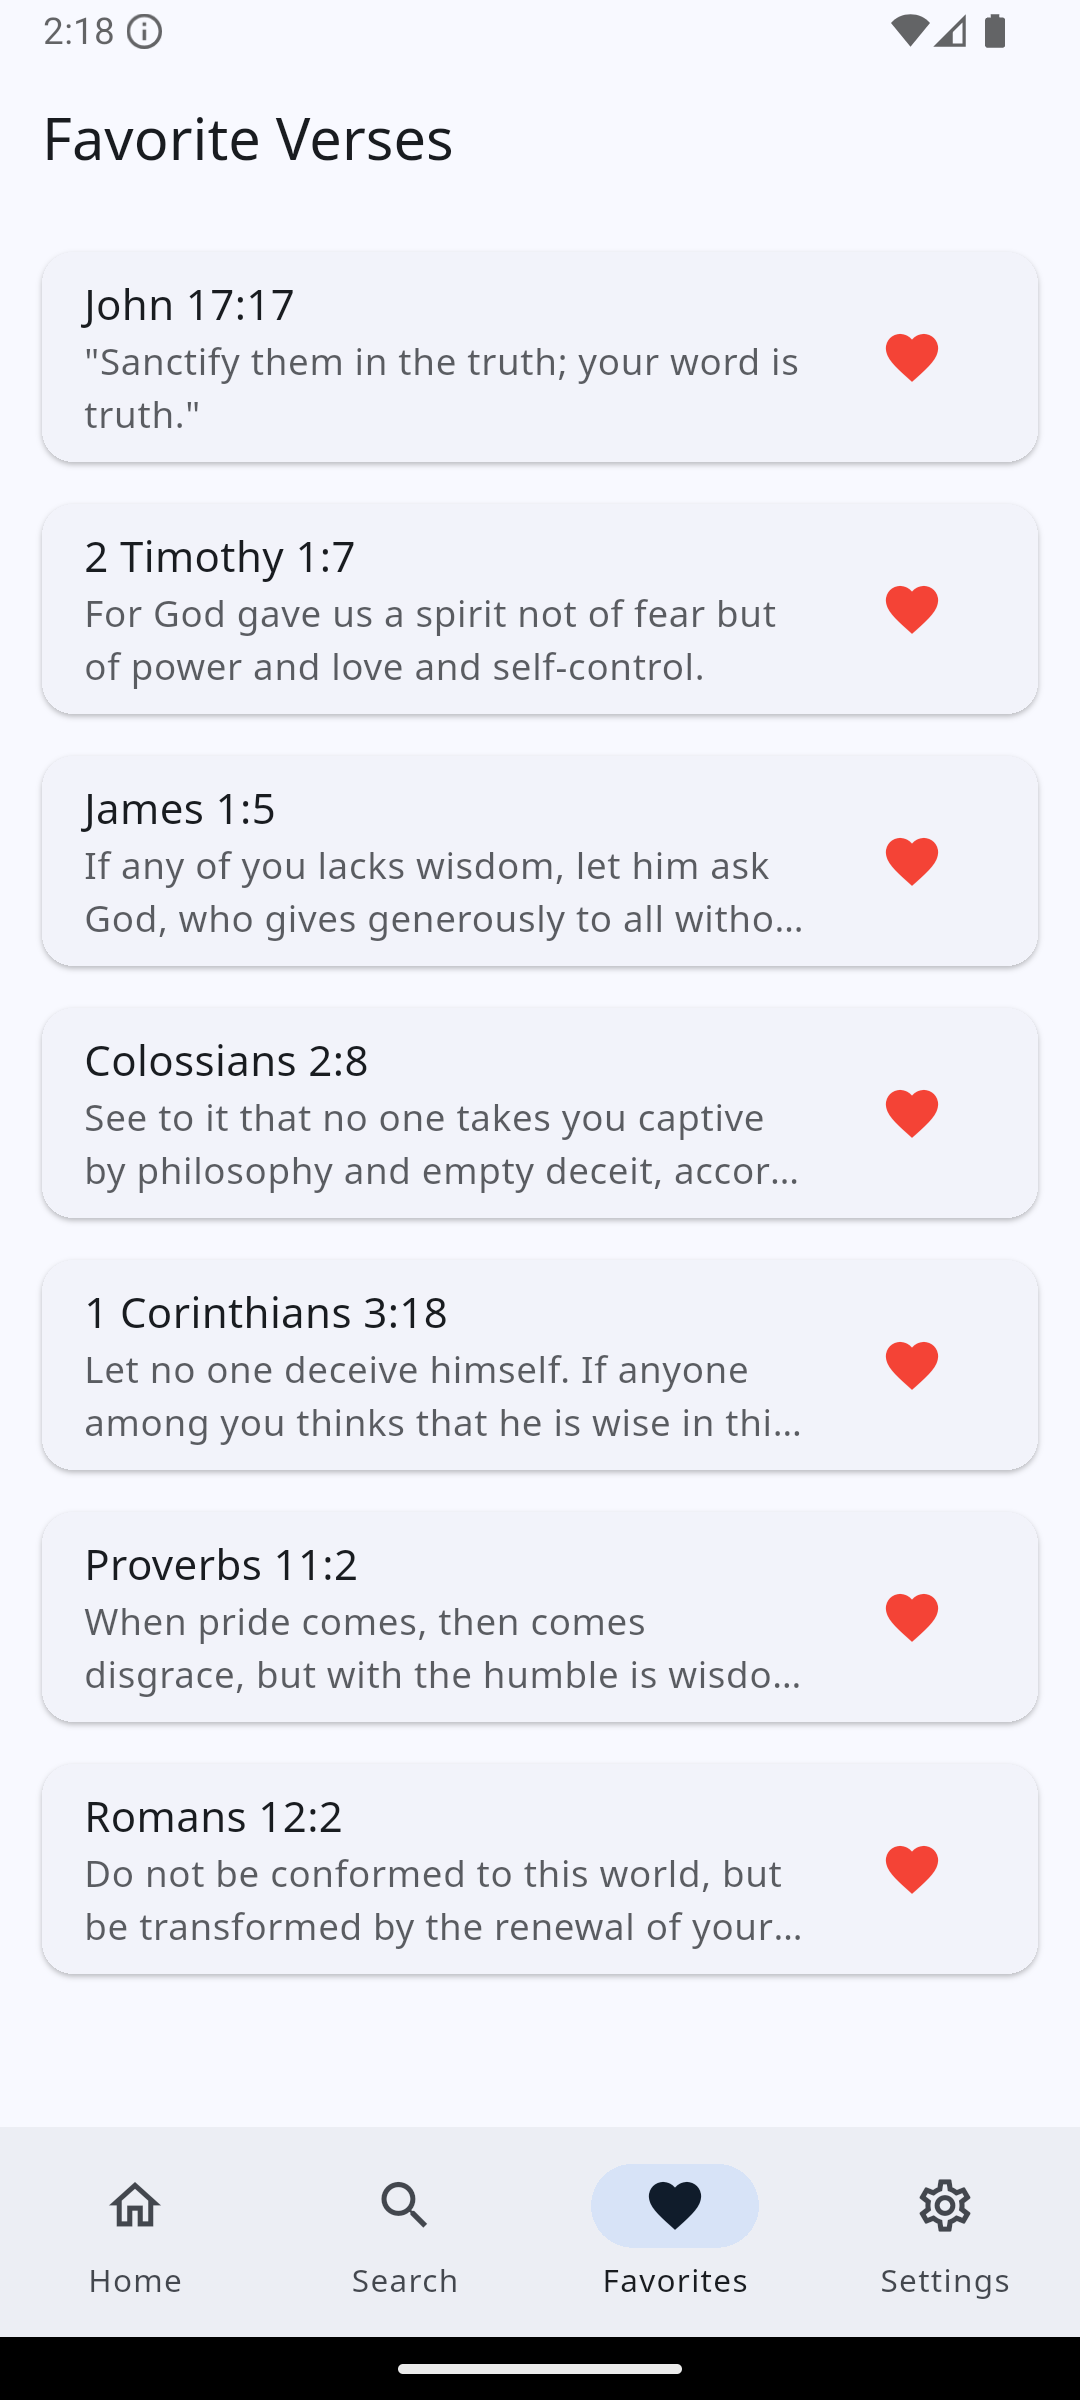 2:18
Favorite Verses
John 17:17
"Sanctify them in the truth; your word is
truth."
2 Timothy 1:7
For God gave us a spirit not of fear but
of power and love and self-control.
James 1:5
If any of you lacks wisdom, let him ask
God, who gives generously to all witho...
Colossians 2:8
See to it that no one takes you captive
by philosophy and empty deceit, accor...
1 Corinthians 3:18
Let no one deceive himself. If anyone
among you thinks that he is wise in thi...
Proverbs 11:2
When pride comes, then comes
disgrace, but with the humble is wisdo...
Romans 12:2
Do not be conformed to this world, but
be transformed by the renewal of your...
Home
Search
Favorites
Settings